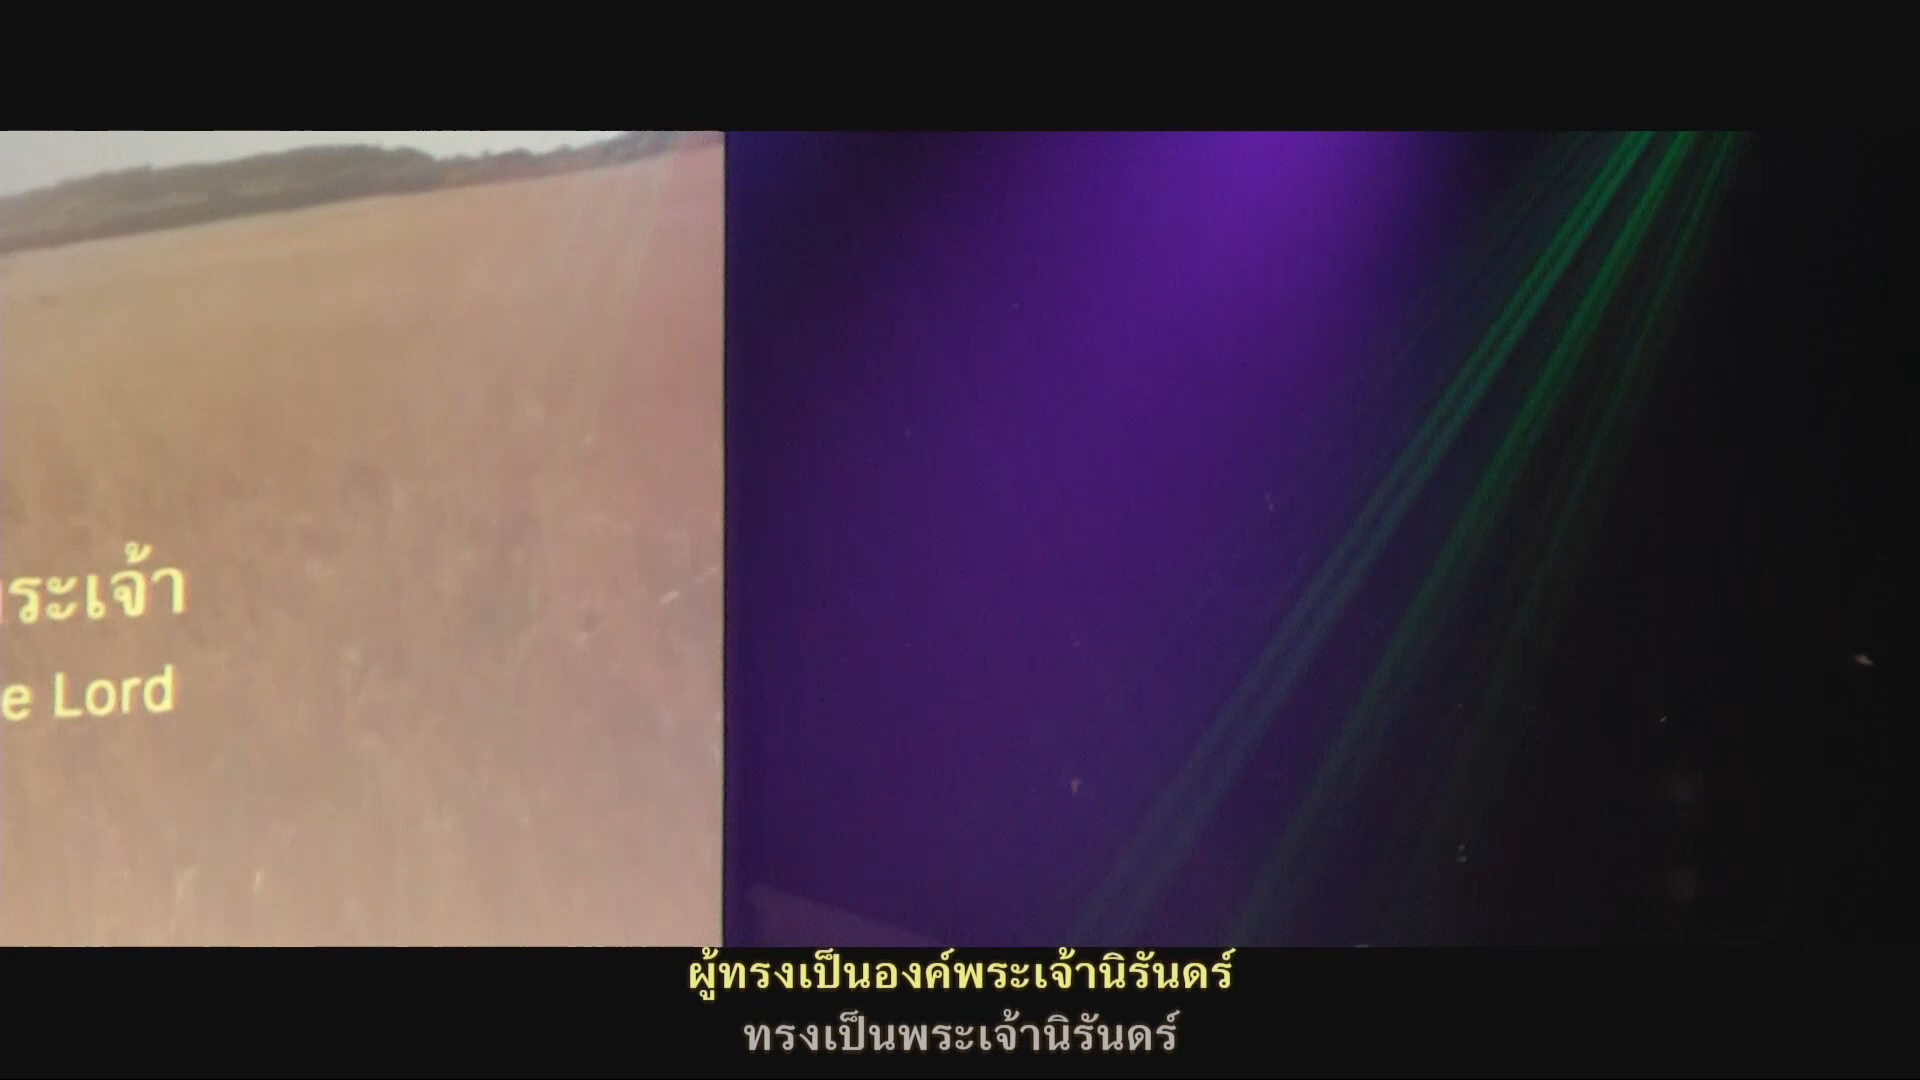 ระเจ้า
e Lord
ผู้ทรงเป็นองค์พระเจ้านิรันดร์
ทรงเป็นพระเจ้านิรันดร์